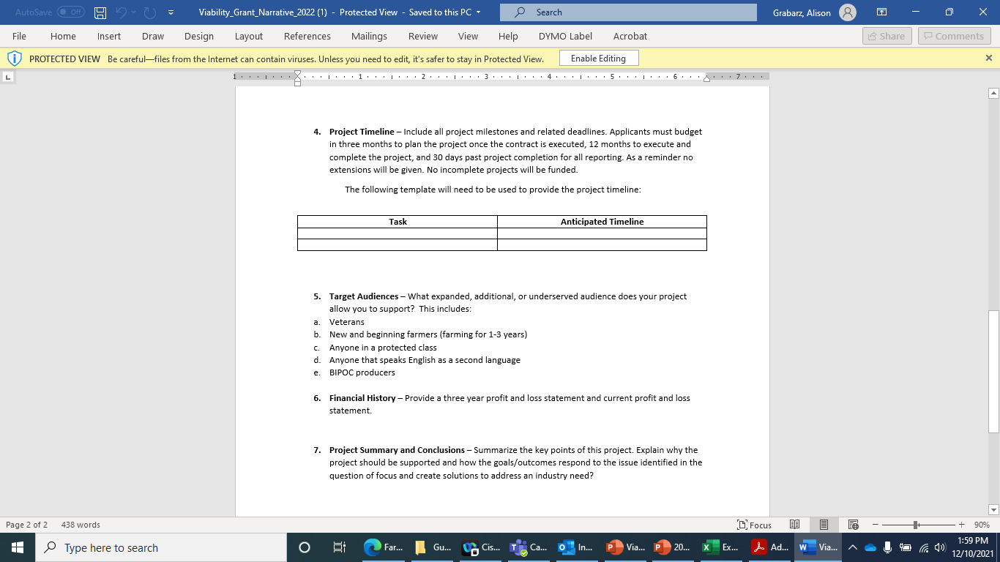 AutoSave Off Viability_Grant_Narrative_2022 (1) - Protected View - Saved to this PC Search Grabarz, Alison
File Home Insert Draw Design Layout References Mailings Review View Help DYMO Label Acrobat Share Comments
PROTECTED VIEW Be careful—files from the Internet can contain viruses. Unless you need to edit, it's safer to stay in Protected View. Enable Editing
1 1 2 3 4 5 6 7
4. Project Timeline – Include all project milestones and related deadlines. Applicants must budget
in three months to plan the project once the contract is executed, 12 months to execute and
complete the project, and 30 days past project completion for all reporting. As a reminder no
extensions will be given. No incomplete projects will be funded.
The following template will need to be used to provide the project timeline:
Task Anticipated Timeline
5. Target Audiences – What expanded, additional, or underserved audience does your project
allow you to support? This includes:
a. Veterans
b. New and beginning farmers (farming for 1-3 years)
c. Anyone in a protected class
d. Anyone that speaks English as a second language
e. BIPOC producers
6. Financial History – Provide a three year profit and loss statement and current profit and loss
statement.
7. Project Summary and Conclusions – Summarize the key points of this project. Explain why the
project should be supported and how the goals/outcomes respond to the issue identified in the
question of focus and create solutions to address an industry need?
Page 2 of 2 438 words Focus 90%
Type here to search Far... Gu... Cis... Ca... In... Via... 20... Ex... Ad... Via... 1:59 PM
12/10/2021